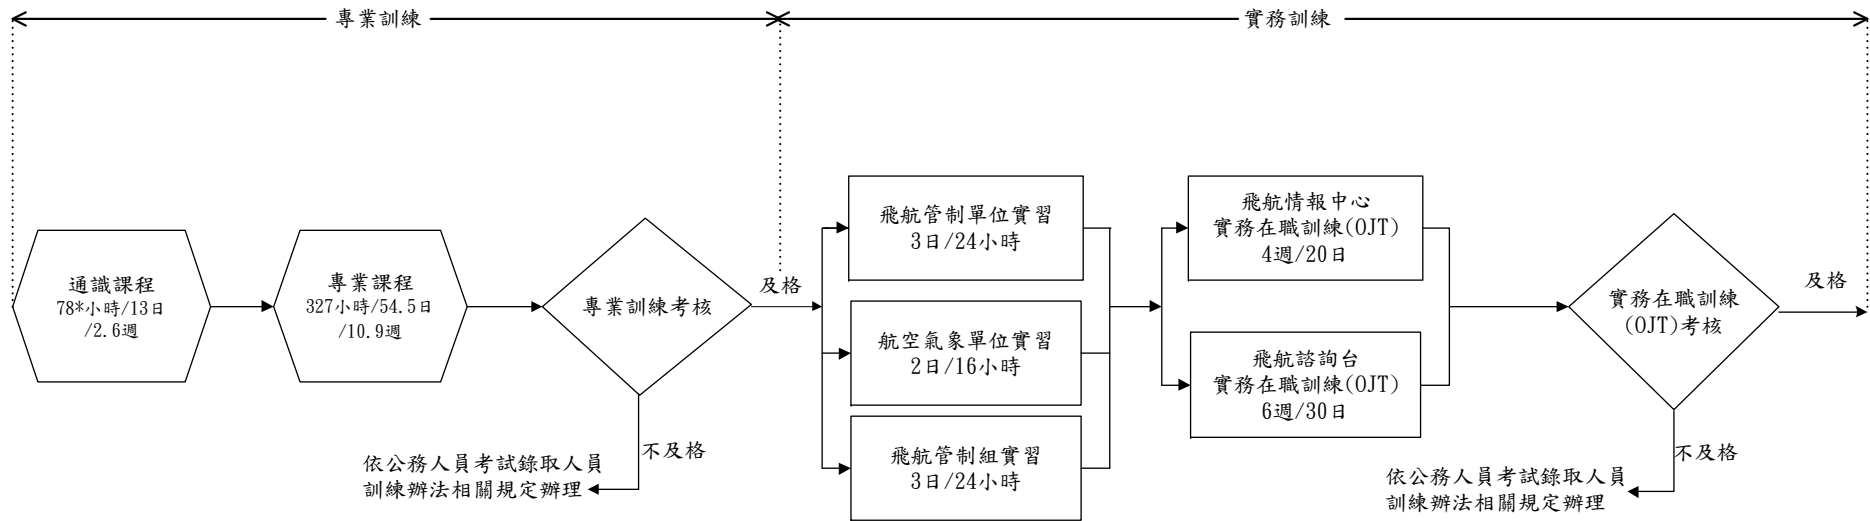 專業訓練
實務訓練
通識課程
78*小時/13日
/2.6週
專業課程
327小時/54.5日
/10.9週
專業訓練考核
及格
不及格
依公務人員考試錄取人員
訓練辦法相關規定辦理
飛航管制單位實習
3日/24小時
航空氣象單位實習
2日/16小時
飛航管制組實習
3日/24小時
飛航情報中心
實務在職訓練(OJT)
4週/20日
飛航諮詢台
實務在職訓練(OJT)
6週/30日
實務在職訓練
(OJT)考核
及格
不及格
依公務人員考試錄取人員
訓練辦法相關規定辦理